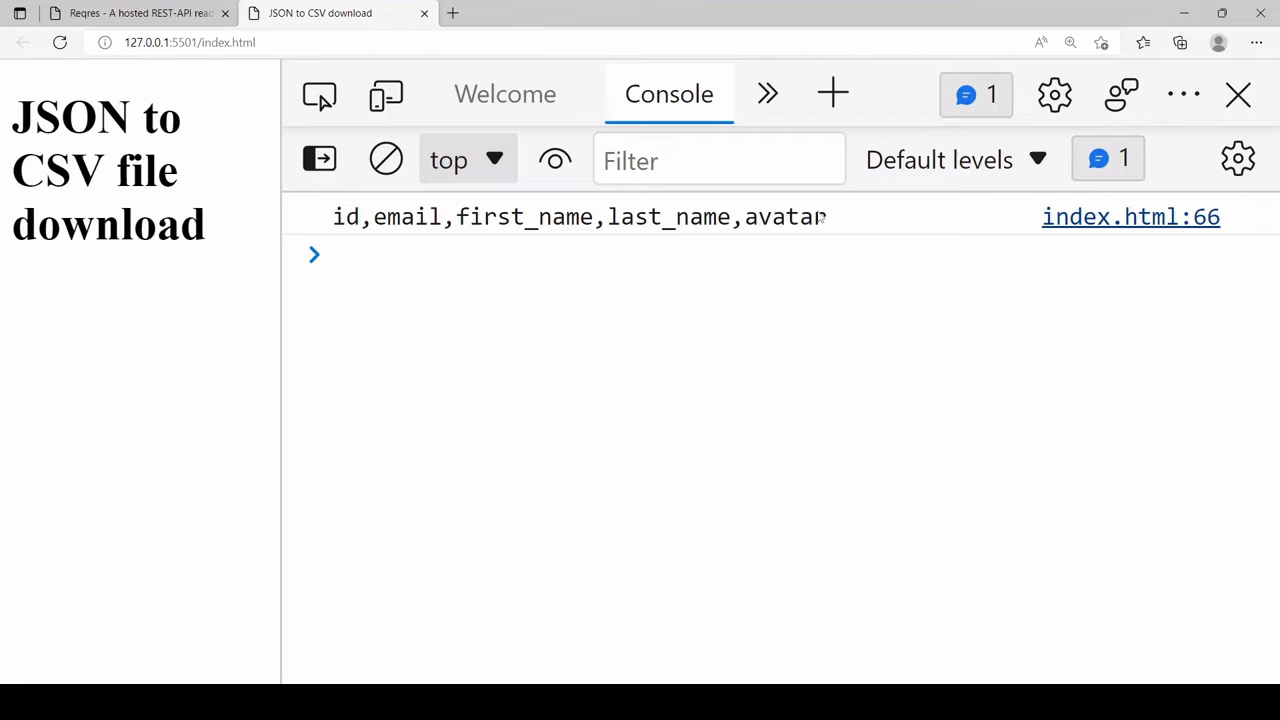 Reqres - A hosted REST-API read
JSON to CSV download
127.0.0.1:5501/index.html
Welcome
Console
1
top
Filter
Default levels
1
JSON to
CSV file
download
id,email,first_name,last_name,avatar
index.html:66